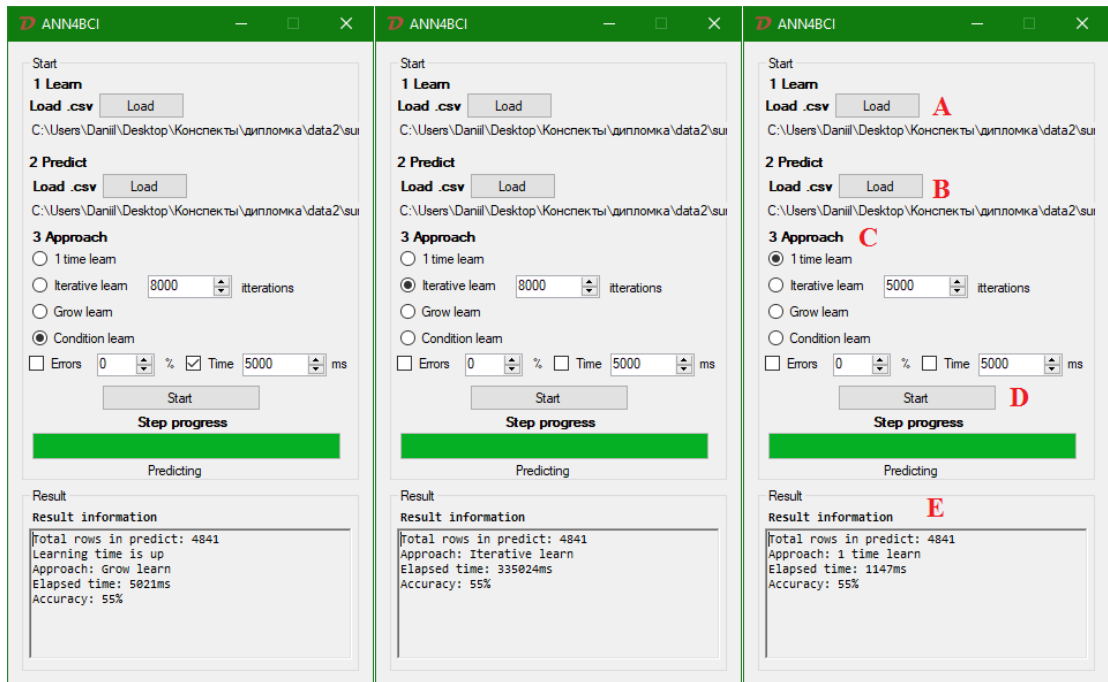 ANN4BCI
Start
1 Learn
Load .csv Load
C:\Users\Daniil\Desktop\Конспекты\дипломка\data2\sur
2 Predict
Load .csv Load
C:\Users\Daniil\Desktop\Конспекты\дипломка\data2\sur
3 Approach
1 time learn
Iterative learn 8000 itterations
Grow learn
Condition learn
Errors 0 % Time 5000 ms
Start
Step progress
Predicting
Result
Result information
Total rows in predict: 4841
Learning time is up
Approach: Grow learn
Elapsed time: 5021ms
Accuracy: 55%
ANN4BCI
Start
1 Learn
Load .csv Load
C:\Users\Daniil\Desktop\Конспекты\дипломка\data2\sur
2 Predict
Load .csv Load
C:\Users\Daniil\Desktop\Конспекты\дипломка\data2\sur
3 Approach
1 time learn
Iterative learn 8000 itterations
Grow learn
Condition learn
Errors 0 % Time 5000 ms
Start
Step progress
Predicting
Result
Result information
Total rows in predict: 4841
Approach: Iterative learn
Elapsed time: 335024ms
Accuracy: 55%
ANN4BCI
Start
1 Learn
Load .csv Load A
C:\Users\Daniil\Desktop\Конспекты\дипломка\data2\sur
2 Predict
Load .csv Load B
C:\Users\Daniil\Desktop\Конспекты\дипломка\data2\sur
3 Approach C
1 time learn
Iterative learn 5000 itterations
Grow learn
Condition learn
Errors 0 % Time 5000 ms
Start D
Step progress
Predicting
Result
Result information E
Total rows in predict: 4841
Approach: 1 time learn
Elapsed time: 1147ms
Accuracy: 55%